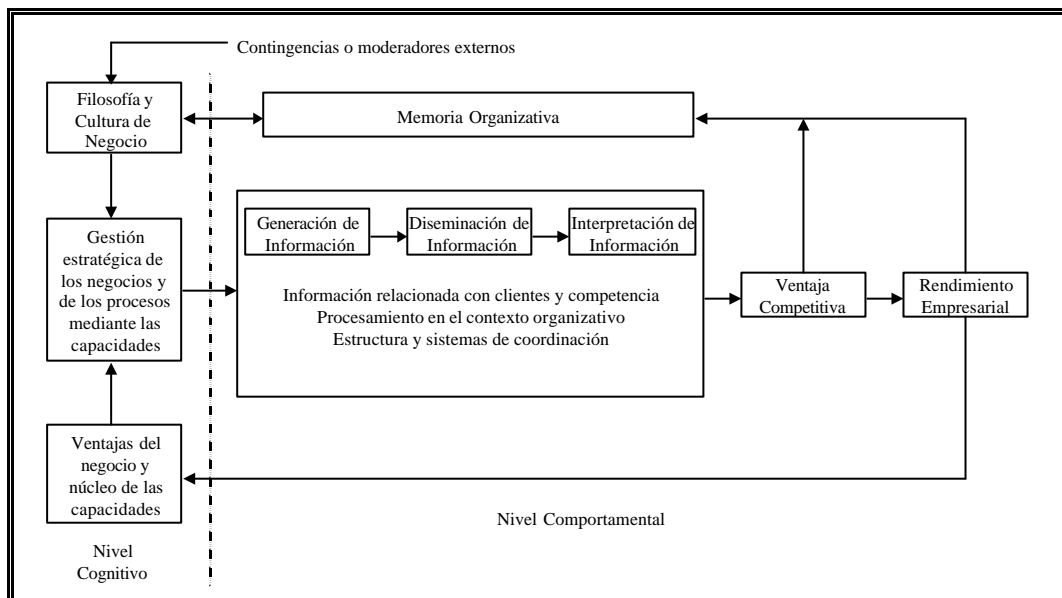 Contingencias o moderadores externos
Filosofía y
Cultura de
Negocio
Memoria Organizativa
Gestión
estratégica de
los negocios y
de los procesos
mediante las
capacidades
Generación de
Información
Diseminación de
Información
Interpretación de
Información
Información relacionada con clientes y competencia
Procesamiento en el contexto organizativo
Estructura y sistemas de coordinación
Ventaja
Competitiva
Rendimiento
Empresarial
Ventajas del
negocio y
núcleo de las
capacidades
Nivel Comportamental
Nivel
Cognitivo